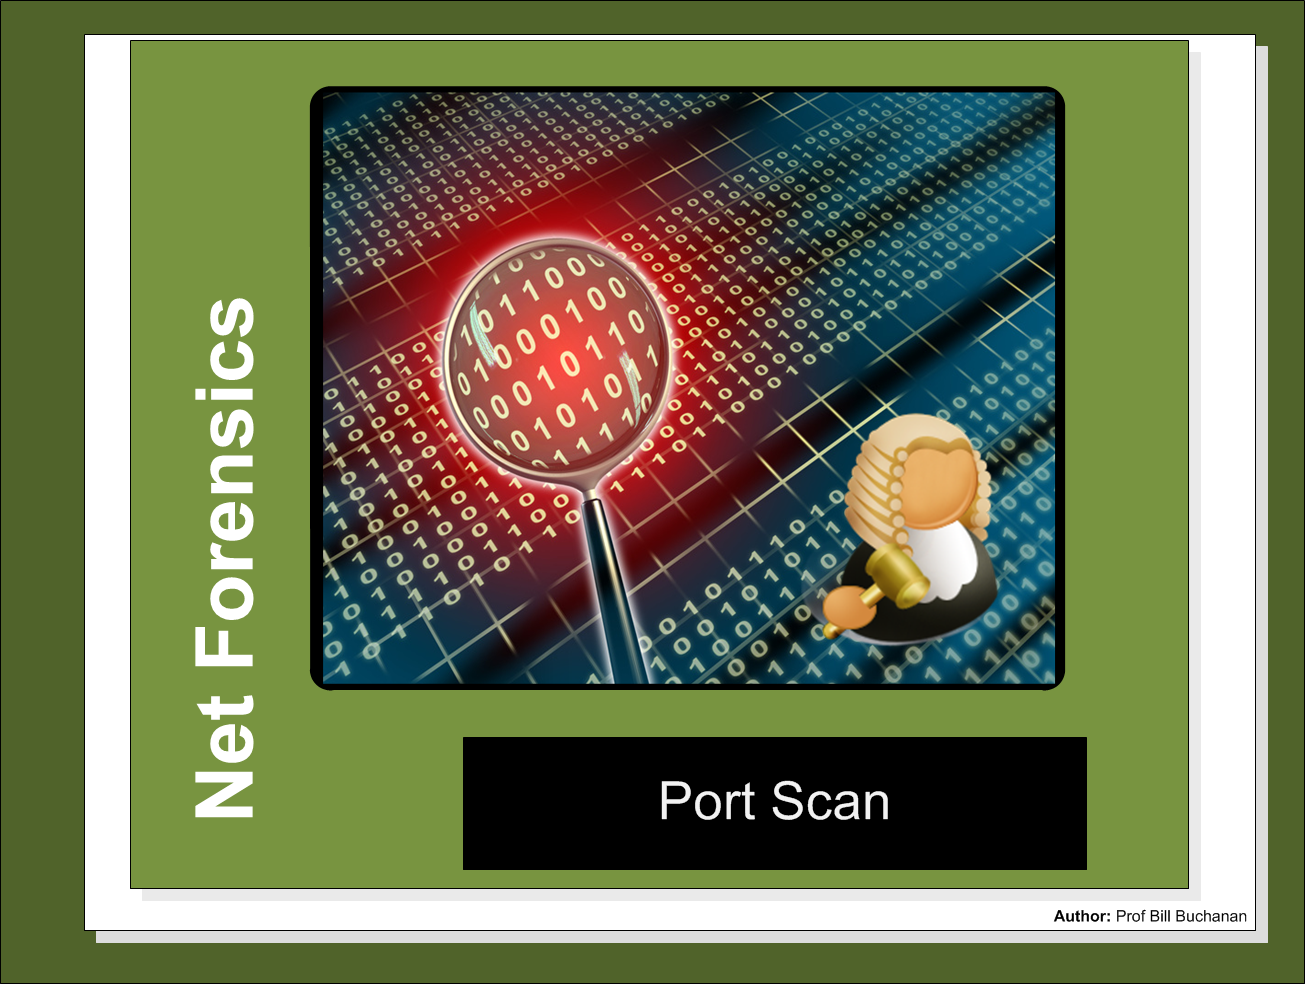 Net Forensics
Port Scan
Author: Prof Bill Buchanan